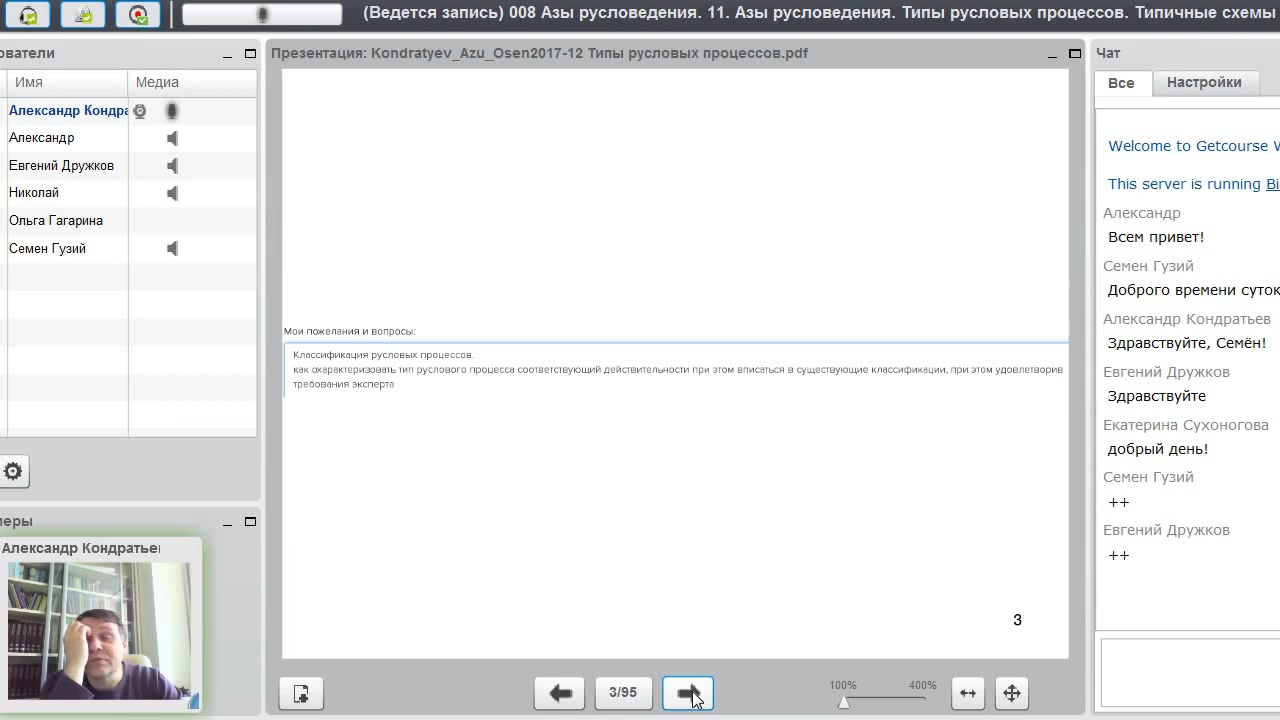 (Ведется запись) 008 Азы русловедения. 11. Азы русловедения. Типы русловых процессов. Типичные схемы
ователи
Имя
Медиа
Александр Кондра
Александр
Евгений Дружков
Николай
Ольга Гагарина
Семен Гузий
меры
Александр Кондратьеі
Презентация: Kondratyev_Azu_Osen2017-12 Типы русловых процессов.pdf
Мои пожелания и вопросы:
Классификация русловых процессов.
как охарактеризовать тип руслового процесса соответствующий действительности при этом вписаться в существующие классификации, при этом удовлетворив
требования эксперта
3
3/95
100%
400%
Чат
Все
Настройки
Welcome to Getcourse W
This server is running Bi
Александр
Всем привет!
Семен Гузий
Доброго времени суток
Александр Кондратьев
Здравствуйте, Семён!
Евгений Дружков
Здравствуйте
Екатерина Сухоногова
добрый день!
Семен Гузий
++
Евгений Дружков
++